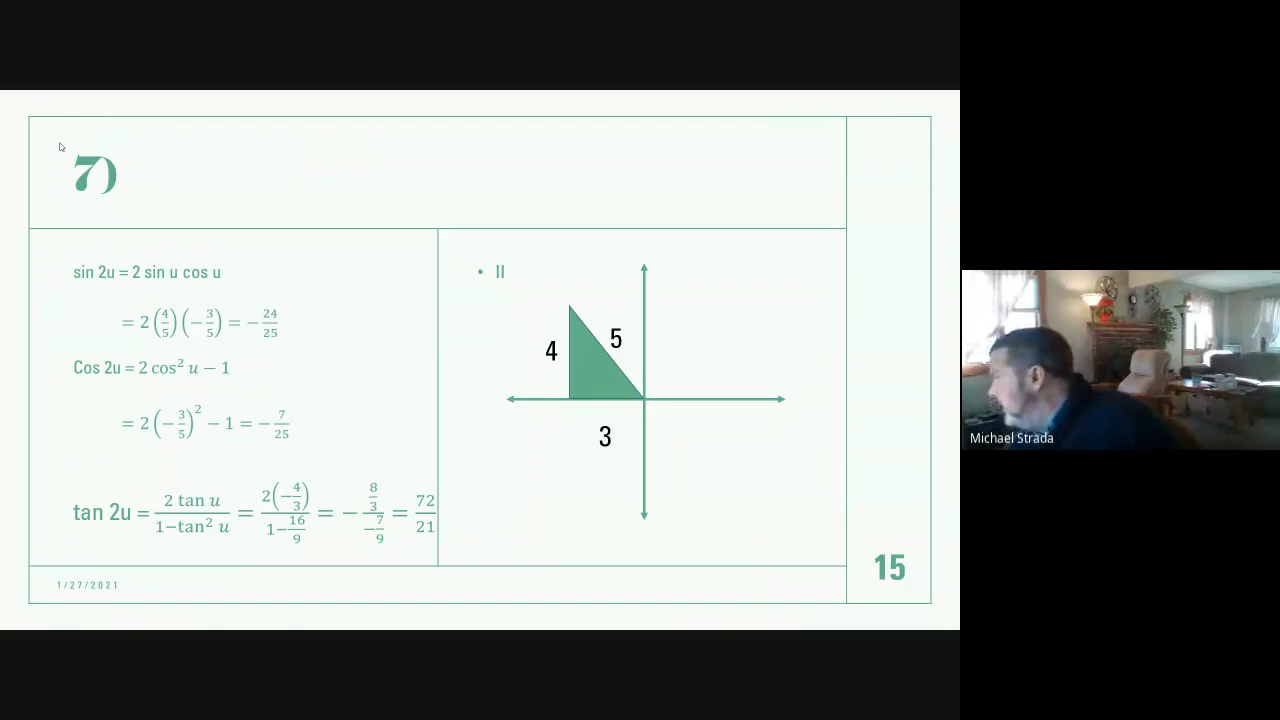 7)
sin 2u = 2 sin u cos u
= 2(4/5)(−3/5) = −24/25
Cos 2u = 2 cos² u − 1
= 2(−3/5)² − 1 = −7/25
tan 2u = (2 tan u)/(1−tan² u) = (2(−4/3))/(1−16/9) = −(8/3)/(−7/9) = 72/21
• II
4
5
3
1/27/2021
15
Michael Strada